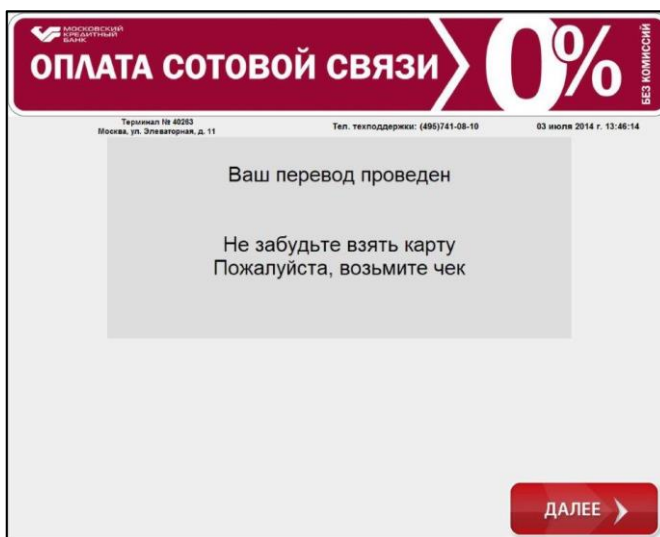 МОСКОВСКИЙ
КРЕДИТНЫЙ
БАНК
ОПЛАТА СОТОВОЙ СВЯЗИ
0%
БЕЗ КОМИССИЙ
Терминал № 40263
Москва, ул. Элеваторная, д. 11
Тел. техподдержки: (495)741-08-10
03 июля 2014 г. 13:46:14
Ваш перевод проведен
Не забудьте взять карту
Пожалуйста, возьмите чек
ДАЛЕЕ